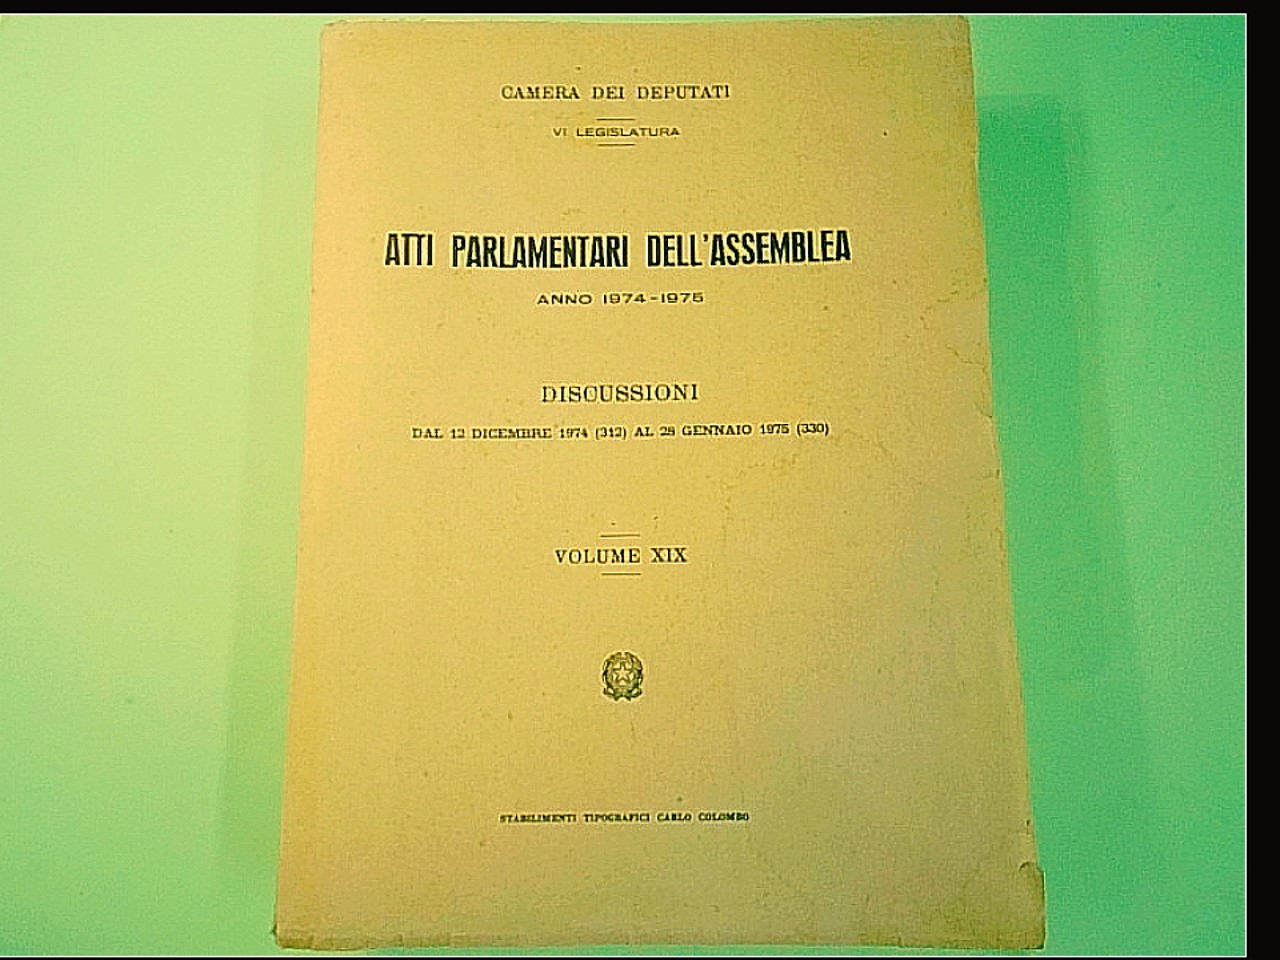 CAMERA DEI DEPUTATI
VI LEGISLATURA
ATTI PARLAMENTARI DELL'ASSEMBLEA
ANNO 1974-1975
DISCUSSIONI
DAL 12 DICEMBRE 1974 (312) AL 28 GENNAIO 1975 (330)
VOLUME XIX
STABILIMENTI TIPOGRAFICI CARLO COLOMBO